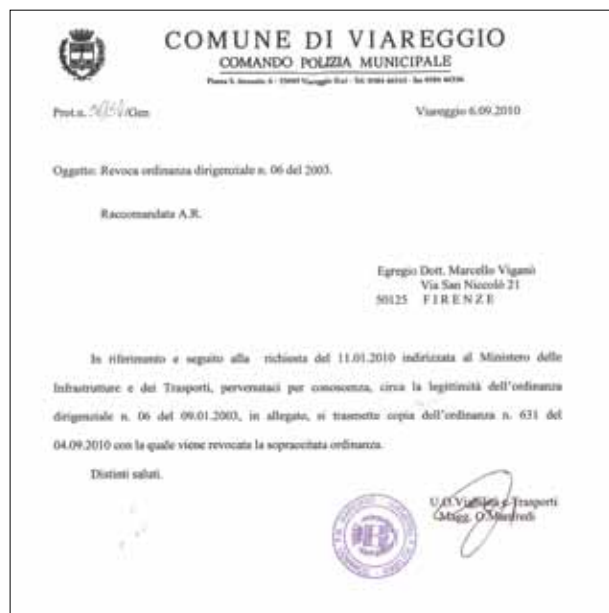 COMUNE DI VIAREGGIO
COMANDO POLIZIA MUNICIPALE
Prot.n. /Gen
Viareggio 6.09.2010
Oggetto: Revoca ordinanza dirigenziale n. 06 del 2003.
Raccomandata A.R.
Egregio Dott. Marcello Viganò
Via San Niccolò 21
50125 FIRENZE
In riferimento e seguito alla richiesta del 11.01.2010 indirizzata al Ministero delle
Infrastrutture e dei Trasporti, pervenutaci per conoscenza, circa la legittimità dell'ordinanza
dirigenziale n. 06 del 09.01.2003, in allegato, si trasmette copia dell'ordinanza n. 631 del
04.09.2010 con la quale viene revocata la sopraccitata ordinanza.
Distinti saluti.
U.O.Viabilità e Trasporti
Magg. O.Manfredi